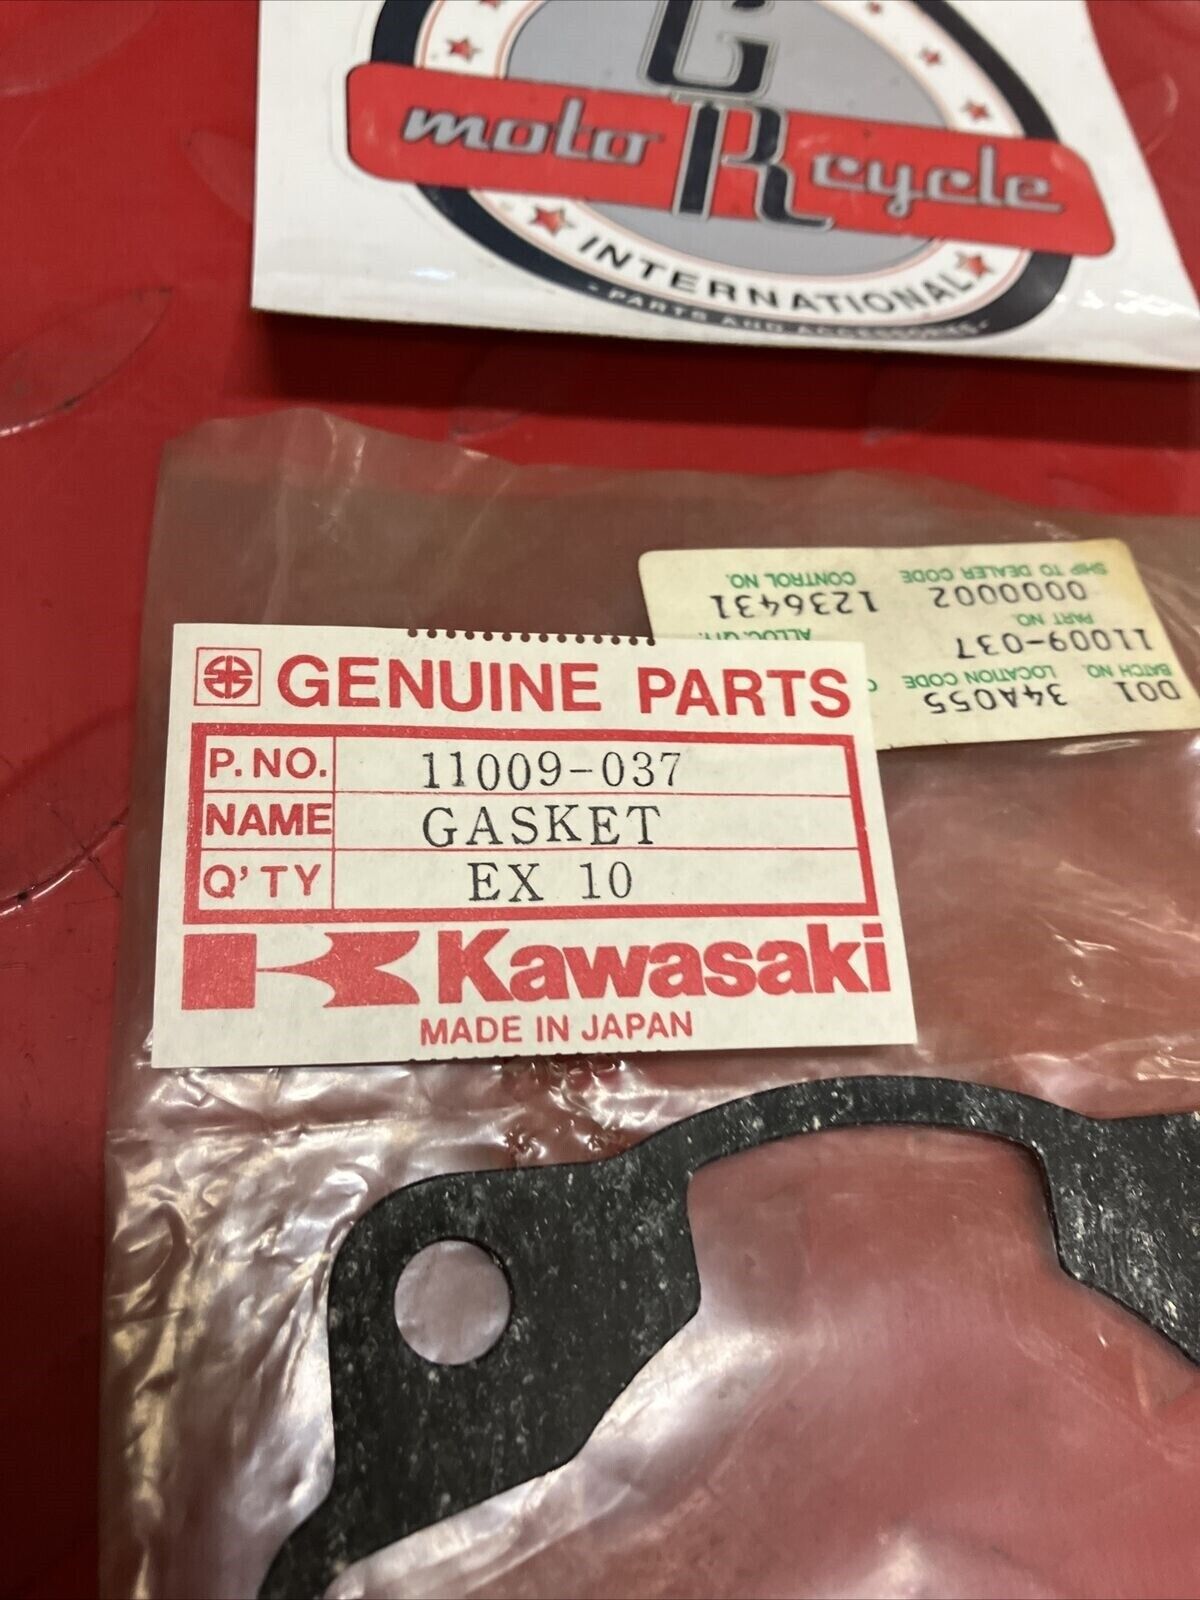 G
moto R cycle
INTERNATIONAL
- PARTS AND ACCESSORIES -
D01 34A055
BATCH NO. LOCATION CODE
11009-037
PART NO. ALLOC. QTY.
0000002 1236431
SHIP TO DEALER CODE CONTROL NO.
GENUINE PARTS
P.NO. 11009-037
NAME GASKET
Q'TY EX 10
Kawasaki
MADE IN JAPAN